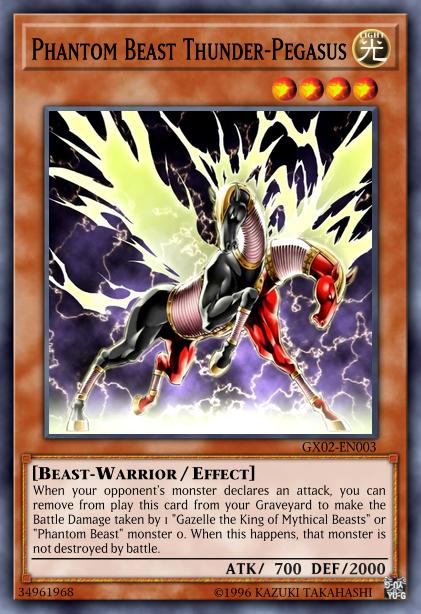 PHANTOM BEAST THUNDER-PEGASUS
LIGHT
光
GX02-EN003
[BEAST-WARRIOR / EFFECT]
When your opponent's monster declares an attack, you can
remove from play this card from your Graveyard to make the
Battle Damage taken by 1 "Gazelle the King of Mythical Beasts" or
"Phantom Beast" monster 0. When this happens, that monster is
not destroyed by battle.
ATK/ 700 DEF/2000
34961968
©1996 KAZUKI TAKAHASHI